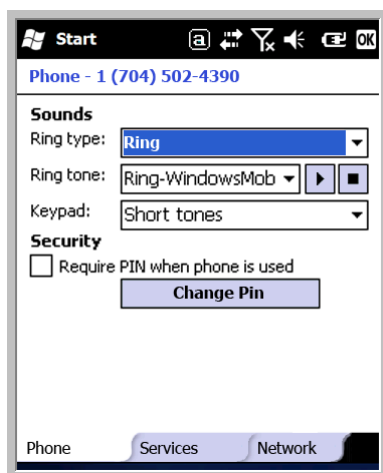 Start a OK
Phone - 1 (704) 502-4390
Sounds
Ring type: Ring
Ring tone: Ring-WindowsMob
Keypad: Short tones
Security
Require PIN when phone is used
Change Pin
Phone Services Network